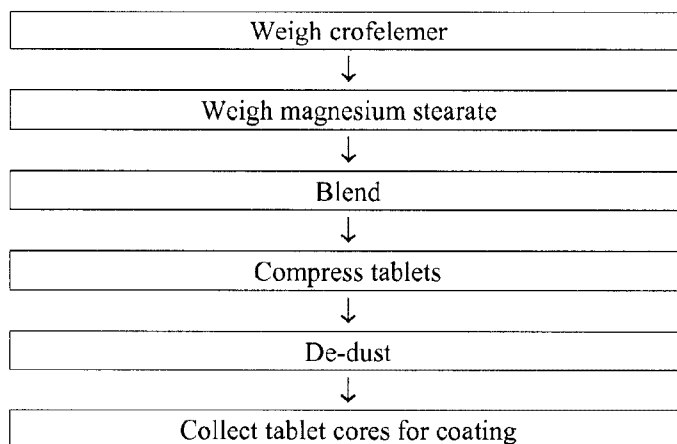 Weigh crofelemer
↓
Weigh magnesium stearate
↓
Blend
↓
Compress tablets
↓
De-dust
↓
Collect tablet cores for coating